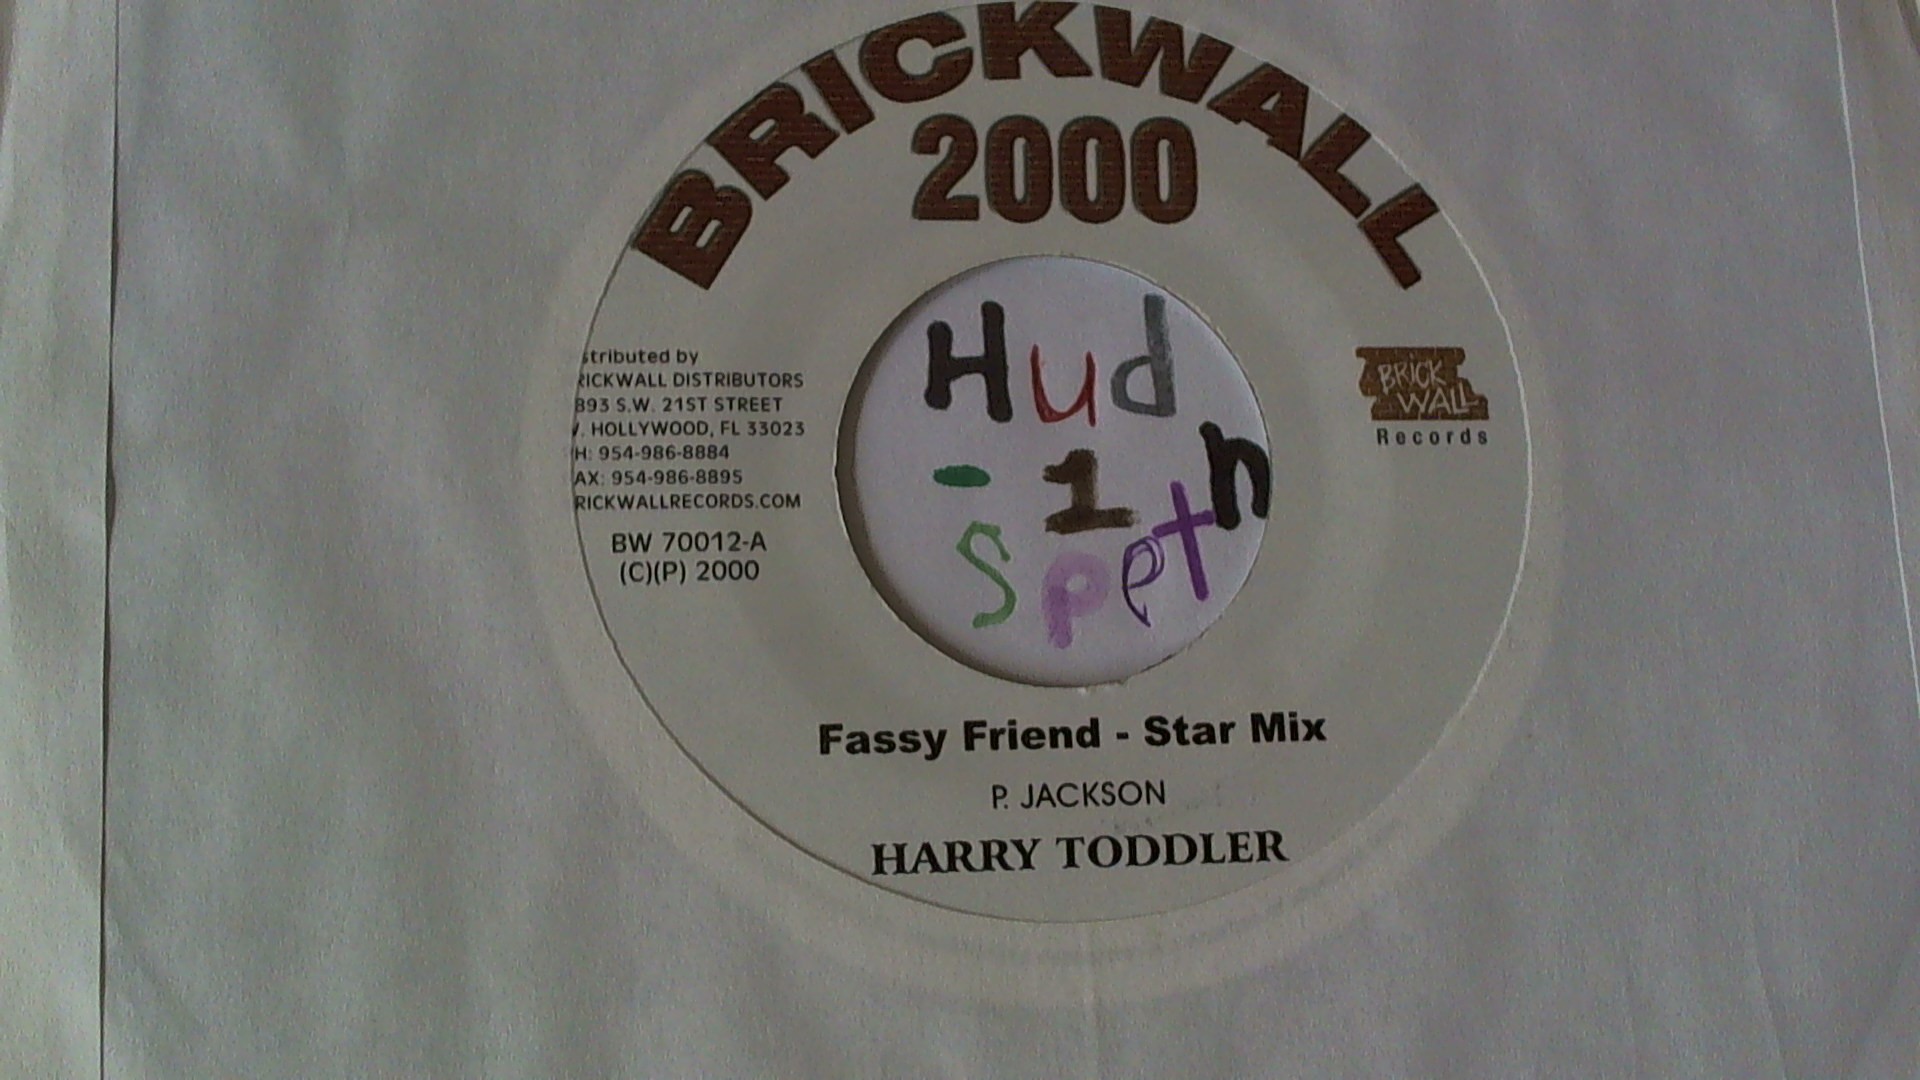 BRICKWALL
2000
stributed by
RICKWALL DISTRIBUTORS
893 S.W. 21ST STREET
. HOLLYWOOD, FL 33023
H: 954-986-8884
AX: 954-986-8895
RICKWALLRECORDS.COM
BW 70012-A
(C)(P) 2000
Hud
- 1 n
Spet
BRICK
WALL
Records
Fassy Friend - Star Mix
P. JACKSON
HARRY TODDLER